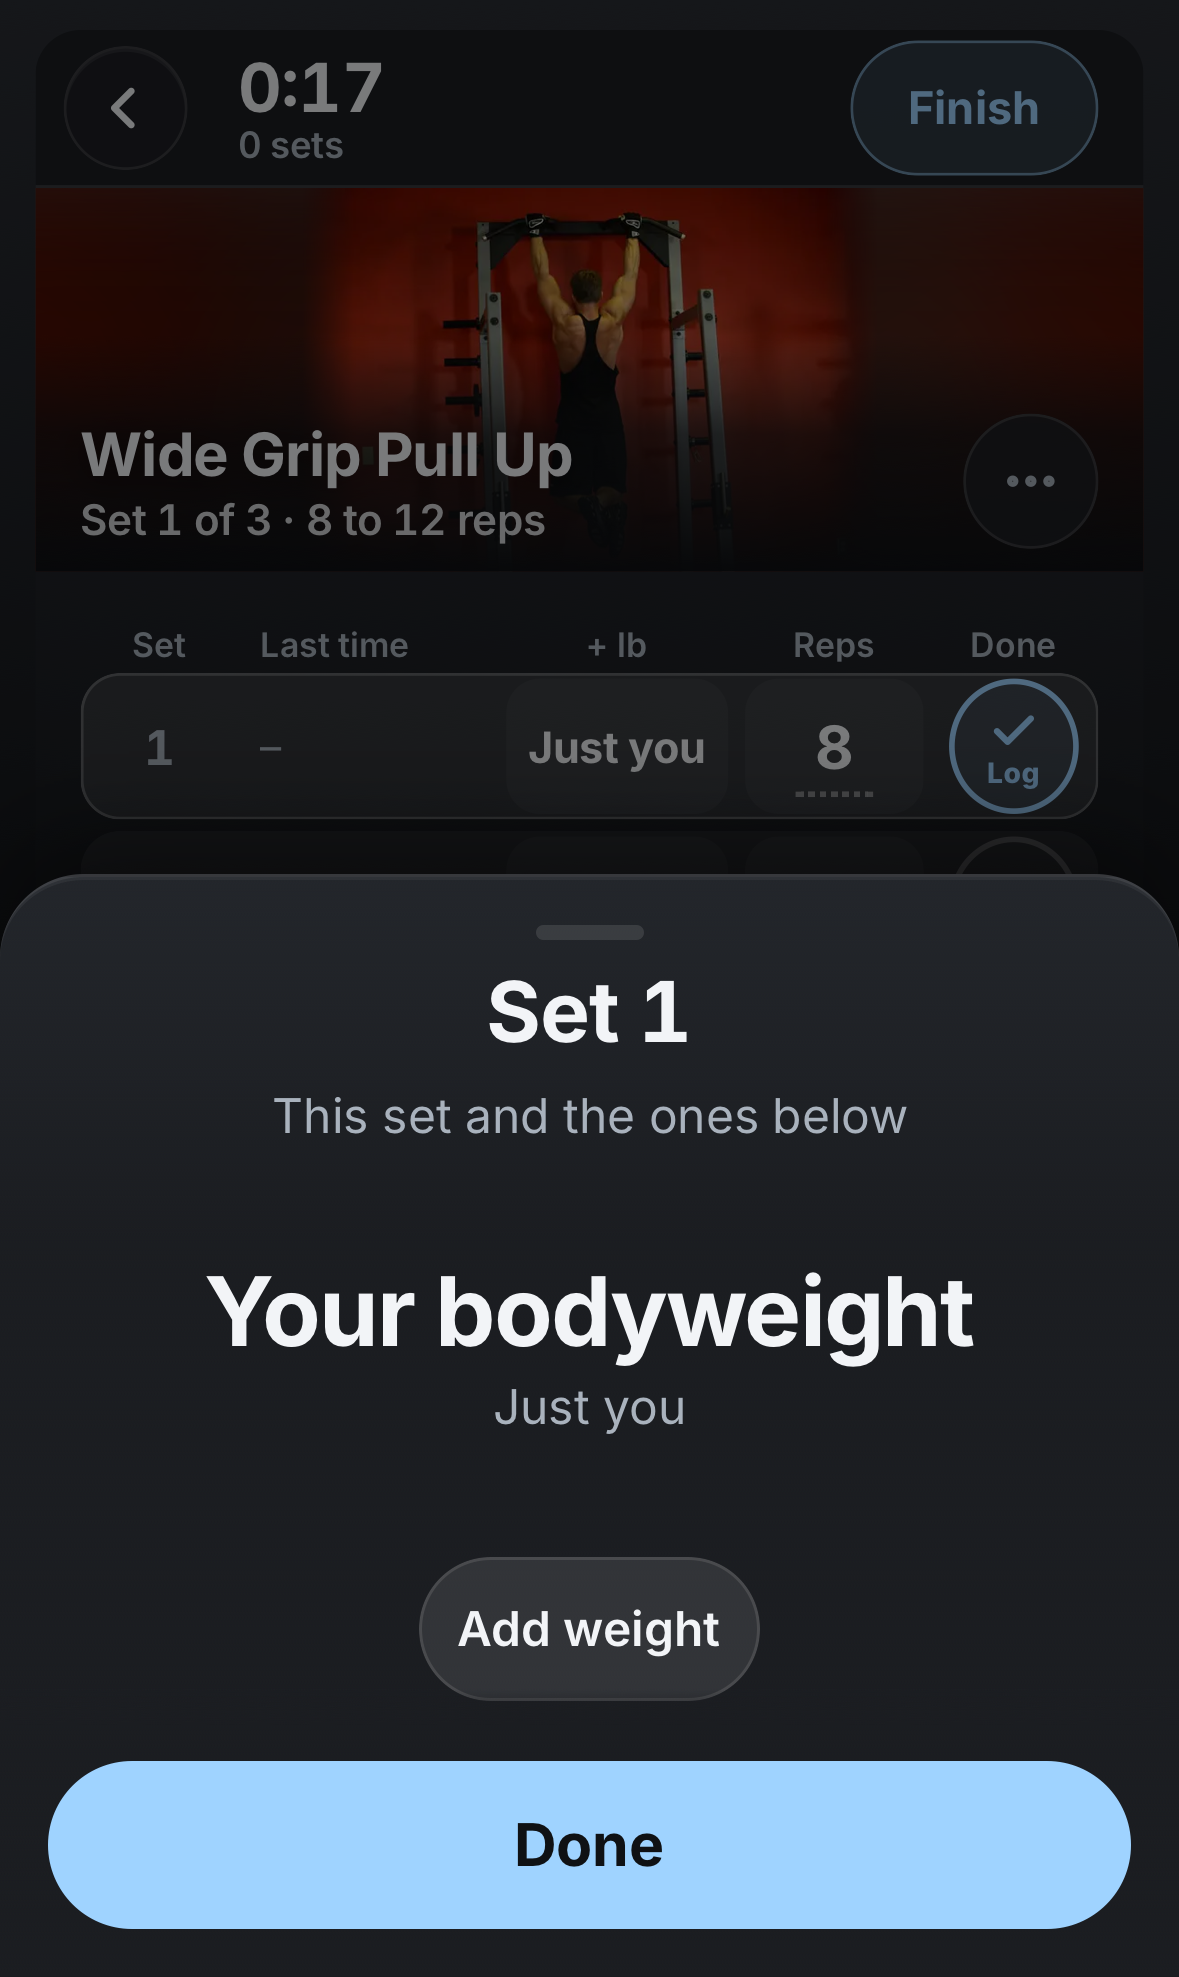 0:17
0 sets
Finish
Wide Grip Pull Up
Set 1 of 3 · 8 to 12 reps
Set Last time + lb Reps Done
1 – Just you 8 Log
Set 1
This set and the ones below
Your bodyweight
Just you
Add weight
Done